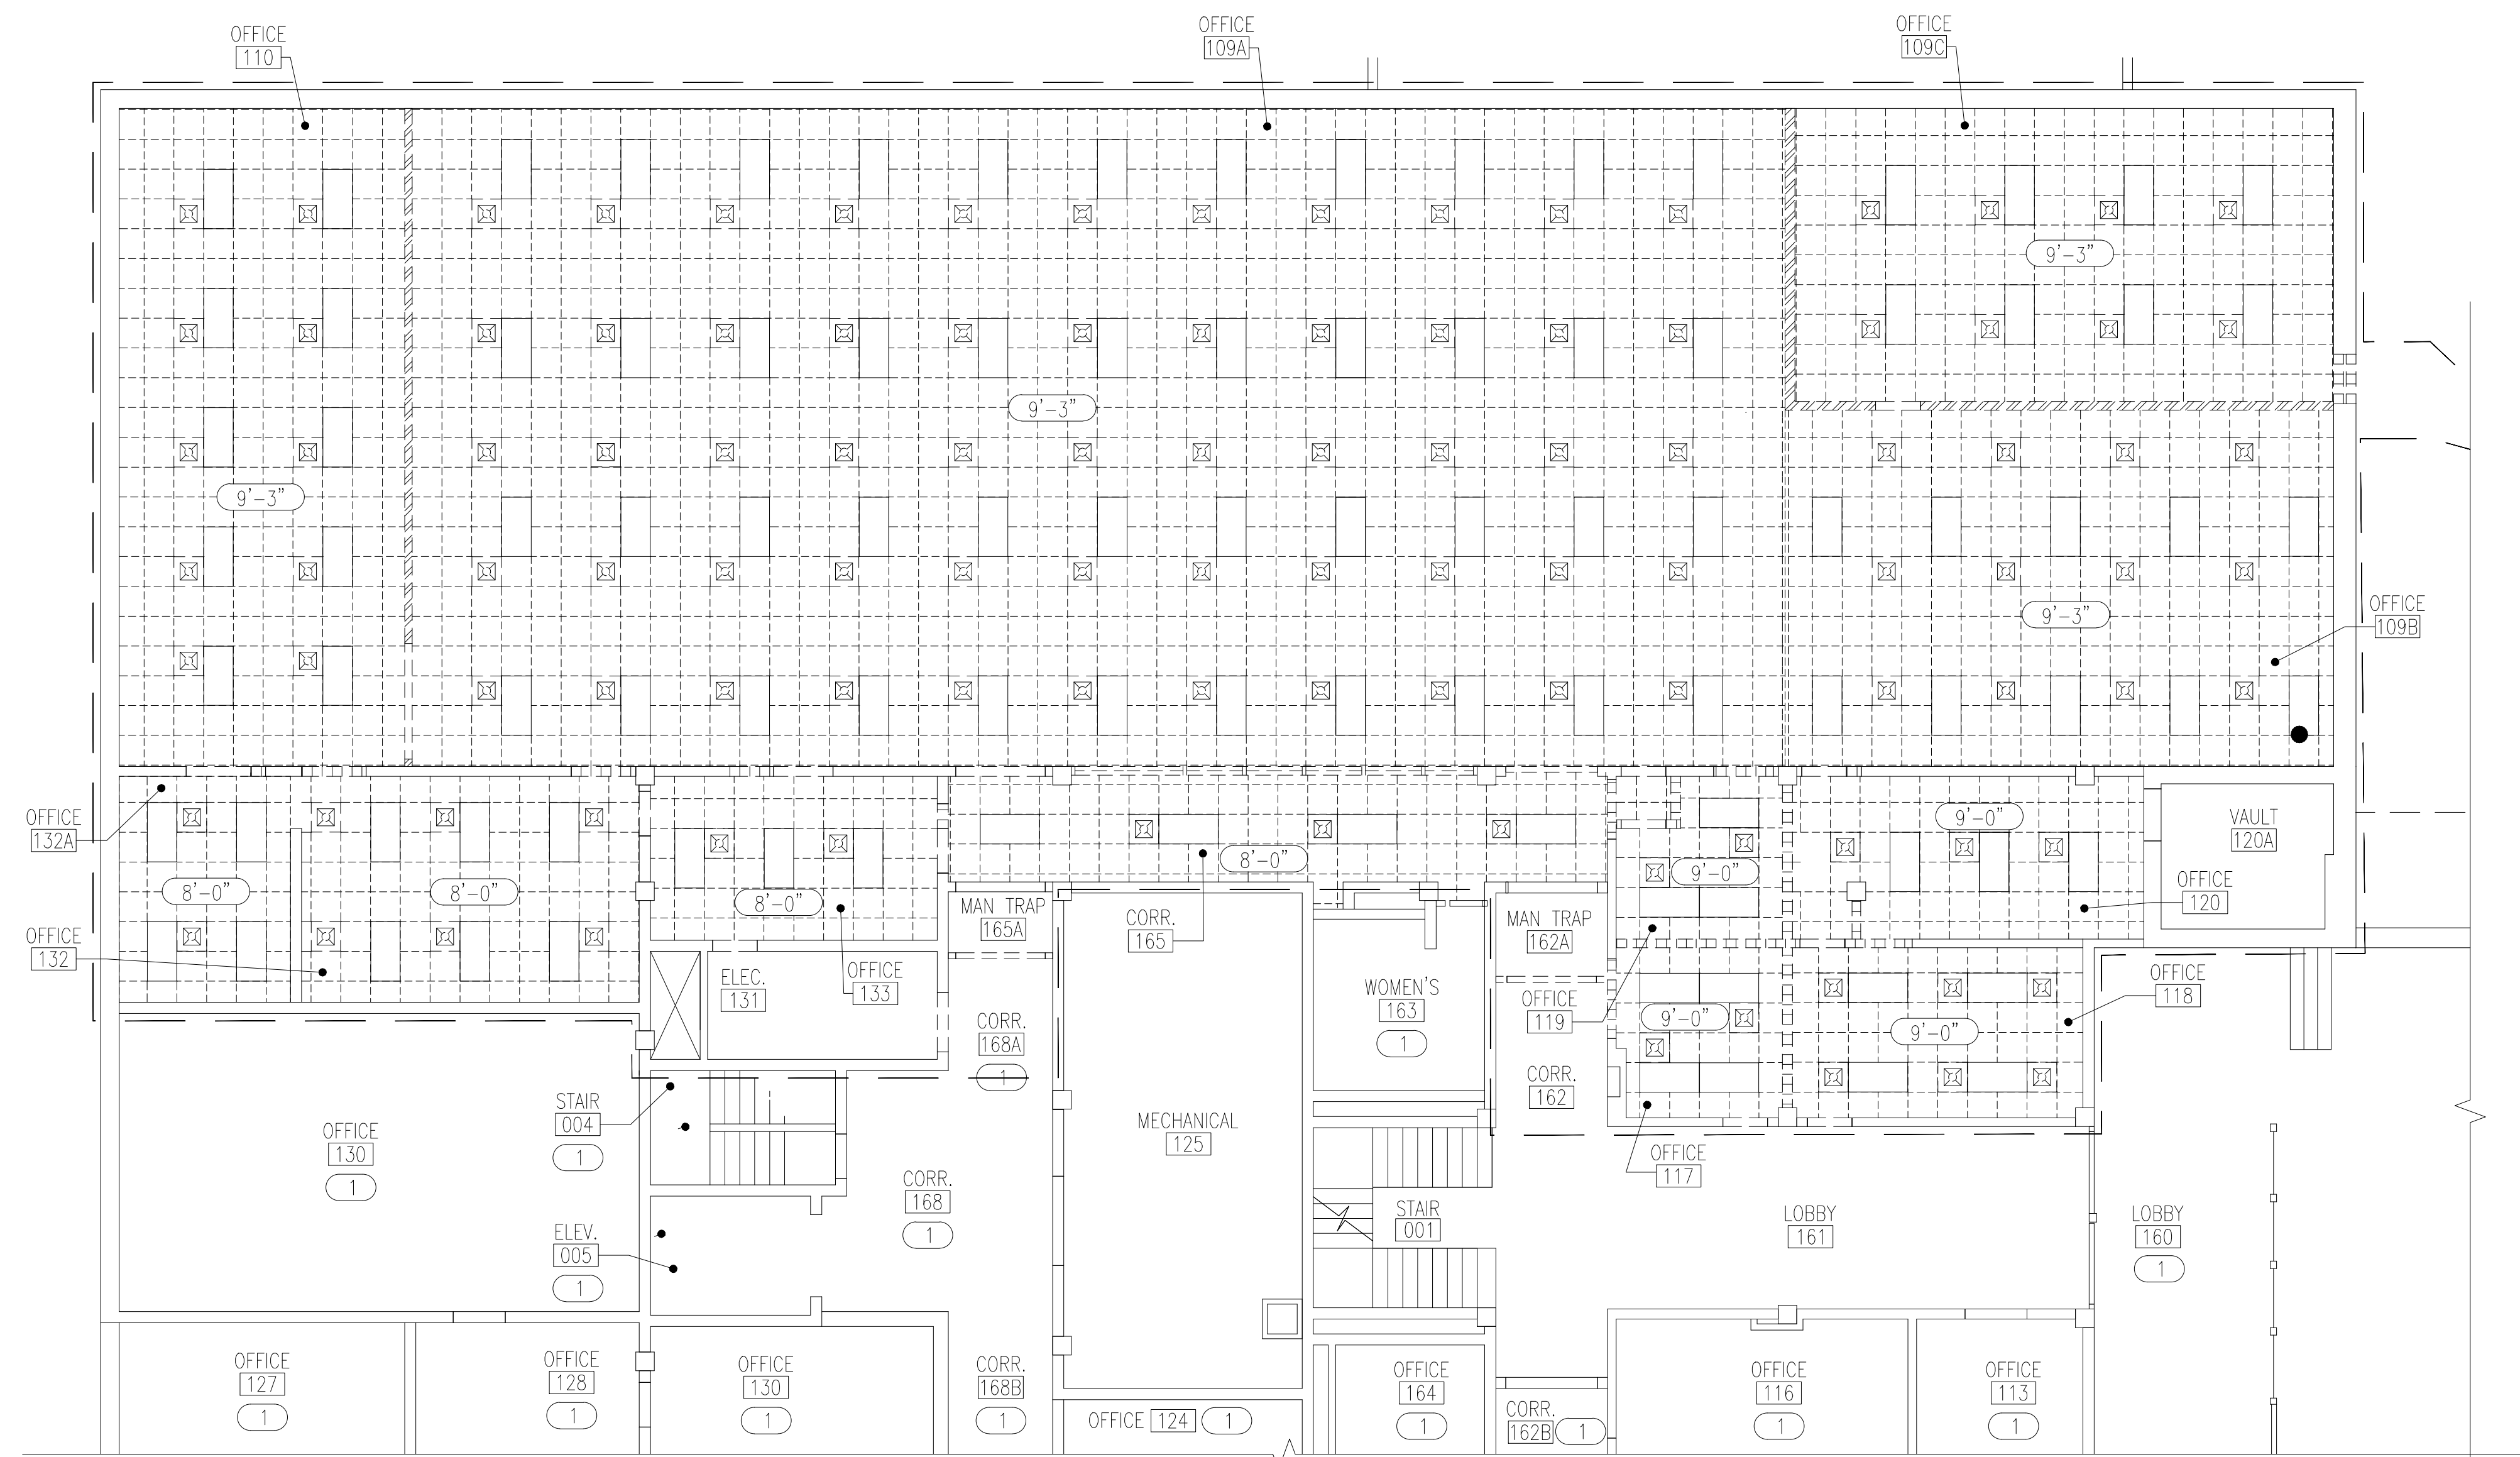 OFFICE
110
OFFICE
109A
OFFICE
109C
9'-3"
9'-3"
9'-3"
9'-3"
OFFICE
109B
OFFICE
132A
8'-0"
8'-0"
OFFICE
132
8'-0"
8'-0"
9'-0"
9'-0"
VAULT
120A
OFFICE
120
MAN TRAP
165A
CORR.
165
MAN TRAP
162A
ELEC.
131
OFFICE
133
WOMEN'S
163
1
OFFICE
119
9'-0"
9'-0"
OFFICE
118
CORR.
168A
1
STAIR
004
1
OFFICE
130
1
MECHANICAL
125
CORR.
162
OFFICE
117
CORR.
168
1
ELEV.
005
1
STAIR
001
LOBBY
161
LOBBY
160
1
OFFICE
127
1
OFFICE
128
1
OFFICE
130
1
CORR.
168B
1
OFFICE 124 1
OFFICE
164
1
CORR.
162B 1
OFFICE
116
1
OFFICE
113
1